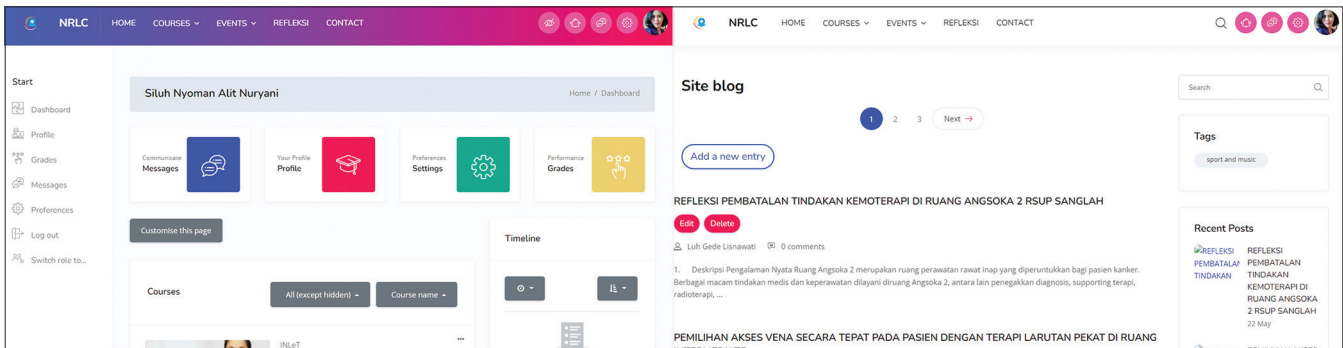 NRLC HOME COURSES EVENTS REFLEKSI CONTACT
Start
Dashboard
Profile
Grades
Messages
Preferences
Log out
Switch role to...
Siluh Nyoman Alit Nuryani
Home / Dashboard
Communicate
Messages
Your Profile
Profile
Preferences
Settings
Performance
Grades
Customise this page
Courses
All (except hidden)
Course name
INLeT
Timeline
NRLC HOME COURSES EVENTS REFLEKSI CONTACT
Site blog
1 2 3 Next →
Add a new entry
REFLEKSI PEMBATALAN TINDAKAN KEMOTERAPI DI RUANG ANGSOKA 2 RSUP SANGLAH
Edit Delete
Luh Gede Lisnawati 0 comments
1. Deskripsi Pengalaman Nyata Ruang Angsoka 2 merupakan ruang perawatan rawat inap yang diperuntukkan bagi pasien kanker.
Berbagai macam tindakan medis dan keperawatan dilayani diruang Angsoka 2, antara lain penegakkan diagnosis, supporting terapi,
radioterapi, ...
PEMILIHAN AKSES VENA SECARA TEPAT PADA PASIEN DENGAN TERAPI LARUTAN PEKAT DI RUANG
Search
Tags
sport and music
Recent Posts
REFLEKSI
PEMBATALAN
TINDAKAN
REFLEKSI
PEMBATALAN
TINDAKAN
KEMOTERAPI DI
RUANG ANGSOKA
2 RSUP SANGLAH
22 May